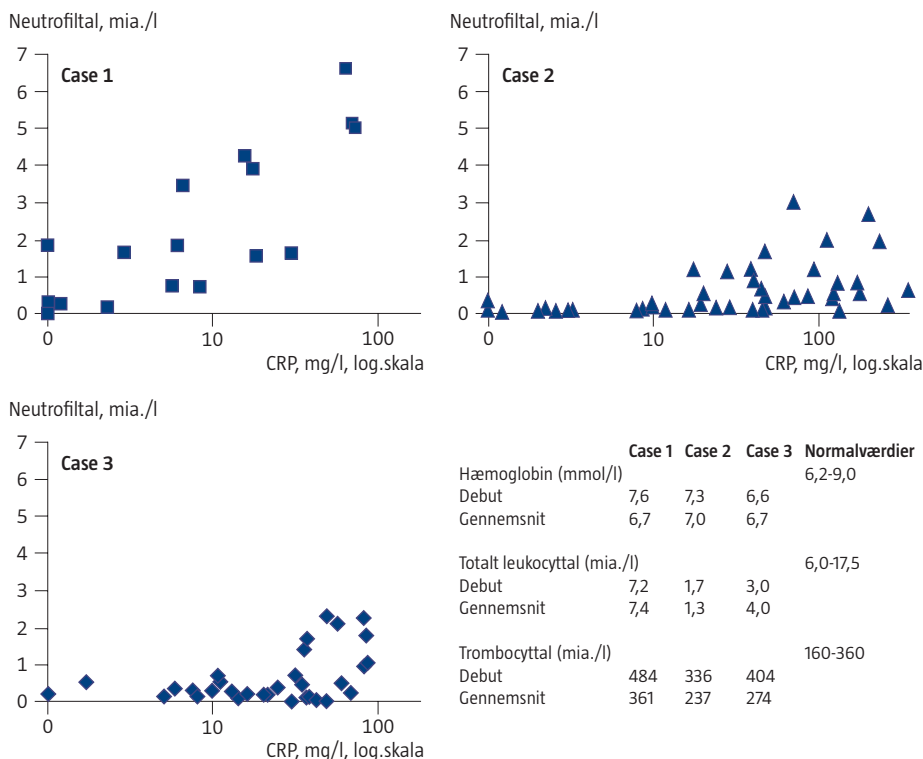 Neutrofiltal, mia./l
Case 1
7
6
5
4
3
2
1
0
0 10 100
CRP, mg/l, log.skala
Neutrofiltal, mia./l
Case 2
7
6
5
4
3
2
1
0
0 10 100
CRP, mg/l, log.skala
Neutrofiltal, mia./l
Case 3
7
6
5
4
3
2
1
0
0 10 100
CRP, mg/l, log.skala
Case 1 Case 2 Case 3 Normalværdier
Hæmoglobin (mmol/l) 6,2-9,0
Debut 7,6 7,3 6,6
Gennemsnit 6,7 7,0 6,7
Totalt leukocyttal (mia./l) 6,0-17,5
Debut 7,2 1,7 3,0
Gennemsnit 7,4 1,3 4,0
Trombocyttal (mia./l) 160-360
Debut 484 336 404
Gennemsnit 361 237 274